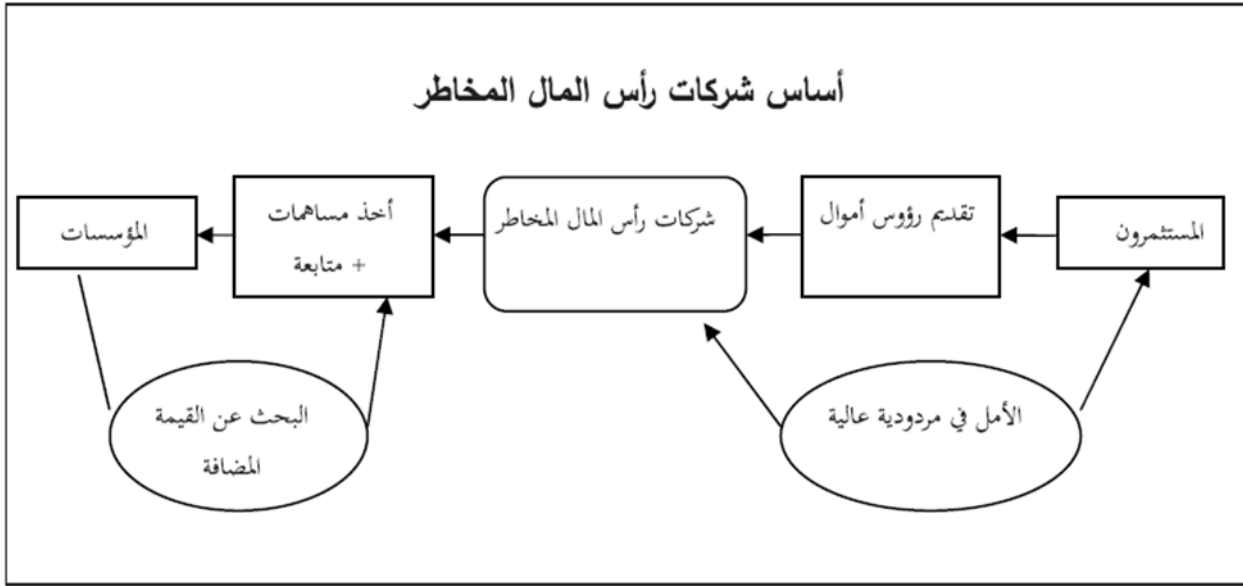 أساس شركات رأس المال المخاطر
المستثمرون
تقديم رؤوس أموال
شركات رأس المال المخاطر
أخذ مساهمات
+ متابعة
المؤسسات
الأمل في مردودية عالية
البحث عن القيمة
المضافة